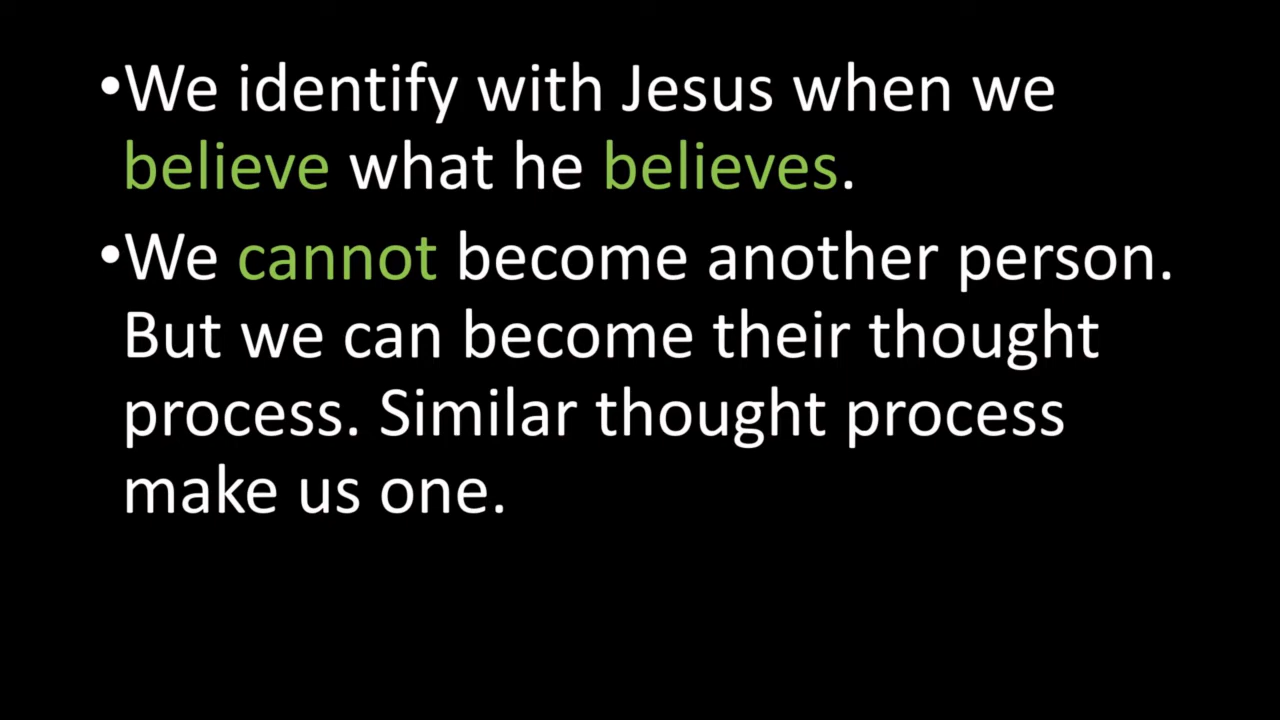 •We identify with Jesus when we
believe what he believes.
•We cannot become another person.
But we can become their thought
process. Similar thought process
make us one.